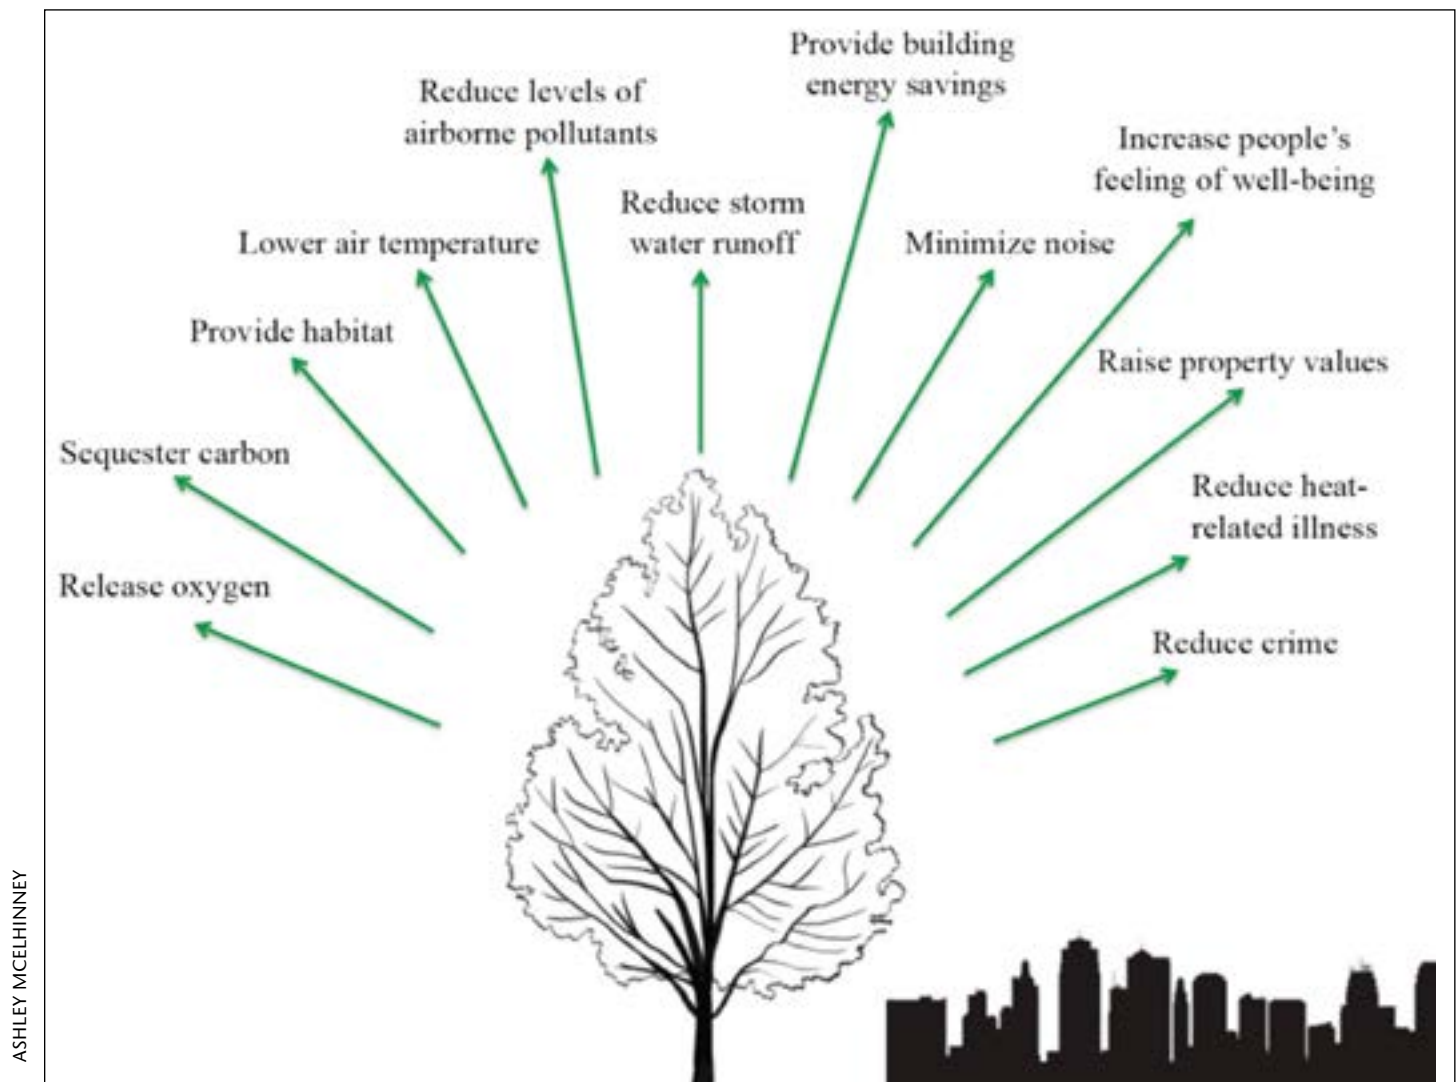 Provide building
energy savings
Reduce levels of
airborne pollutants
Increase people's
feeling of well-being
Reduce storm
water runoff
Lower air temperature
Minimize noise
Provide habitat
Raise property values
Sequester carbon
Reduce heat-
related illness
Release oxygen
Reduce crime
ASHLEY MCELHINNEY